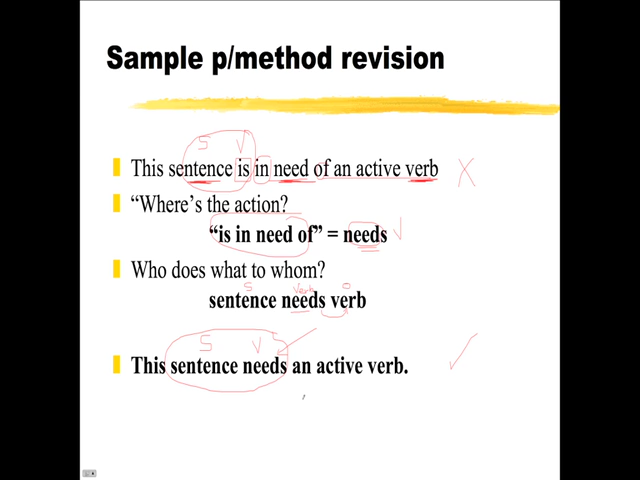 Sample p/method revision
S V
This sentence is in need of an active verb X
“Where's the action?
“is in need of” = needs V
Who does what to whom?
S verb O
sentence needs verb
S V
This sentence needs an active verb.